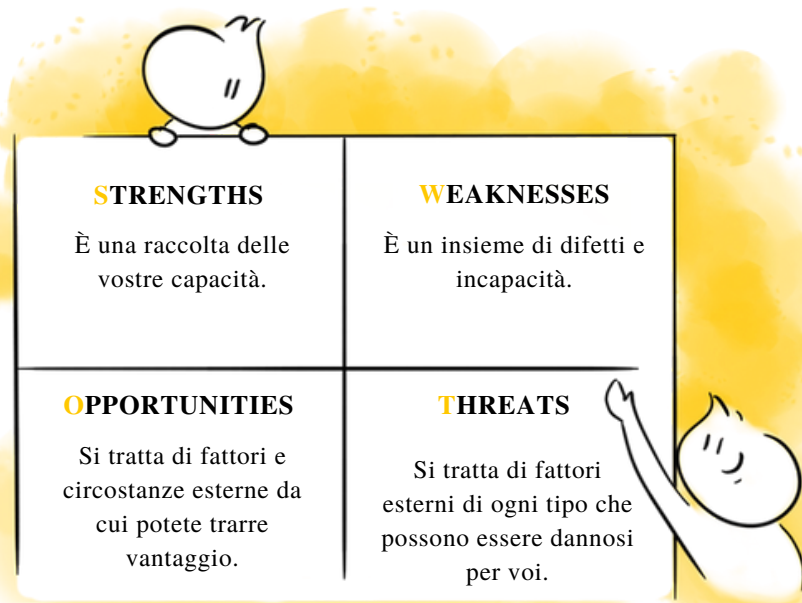 STRENGTHS
È una raccolta delle
vostre capacità.
WEAKNESSES
È un insieme di difetti e
incapacità.
OPPORTUNITIES
Si tratta di fattori e
circostanze esterne da
cui potete trarre
vantaggio.
THREATS
Si tratta di fattori
esterni di ogni tipo che
possono essere dannosi
per voi.